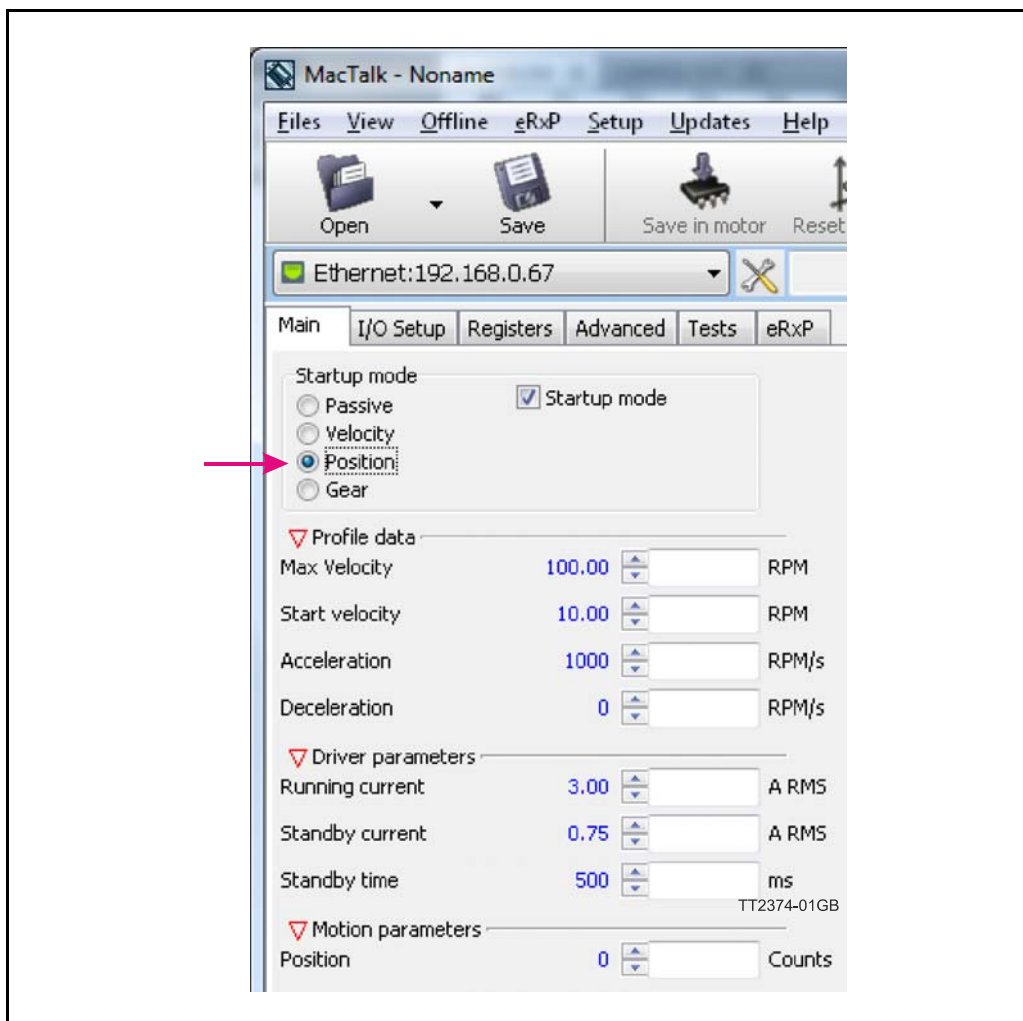 MacTalk - Noname
Files View Offline eRxP Setup Updates Help
Open Save Save in motor Reset
Ethernet:192.168.0.67
Main I/O Setup Registers Advanced Tests eRxP
Startup mode
Startup mode
Passive
Velocity
Position
Gear
Profile data
Max Velocity 100.00 RPM
Start velocity 10.00 RPM
Acceleration 1000 RPM/s
Deceleration 0 RPM/s
Driver parameters
Running current 3.00 A RMS
Standby current 0.75 A RMS
Standby time 500 ms
TT2374-01GB
Motion parameters
Position 0 Counts